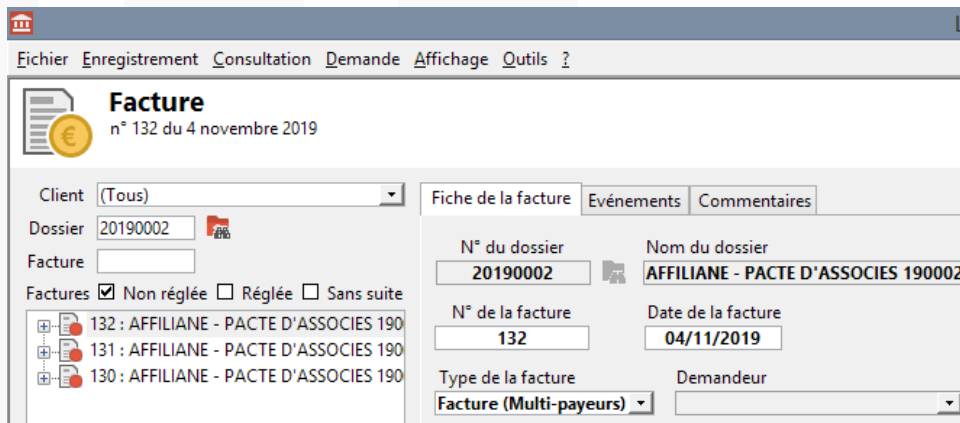 Fichier Enregistrement Consultation Demande Affichage Outils ?
Facture
n° 132 du 4 novembre 2019
Client (Tous)
Dossier 20190002
Facture
Factures Non réglée Réglée Sans suite
132 : AFFILIANE - PACTE D'ASSOCIES 190
131 : AFFILIANE - PACTE D'ASSOCIES 190
130 : AFFILIANE - PACTE D'ASSOCIES 190
Fiche de la facture Evénements Commentaires
N° du dossier Nom du dossier
20190002 AFFILIANE - PACTE D'ASSOCIES 190002
N° de la facture Date de la facture
132 04/11/2019
Type de la facture Demandeur
Facture (Multi-payeurs)